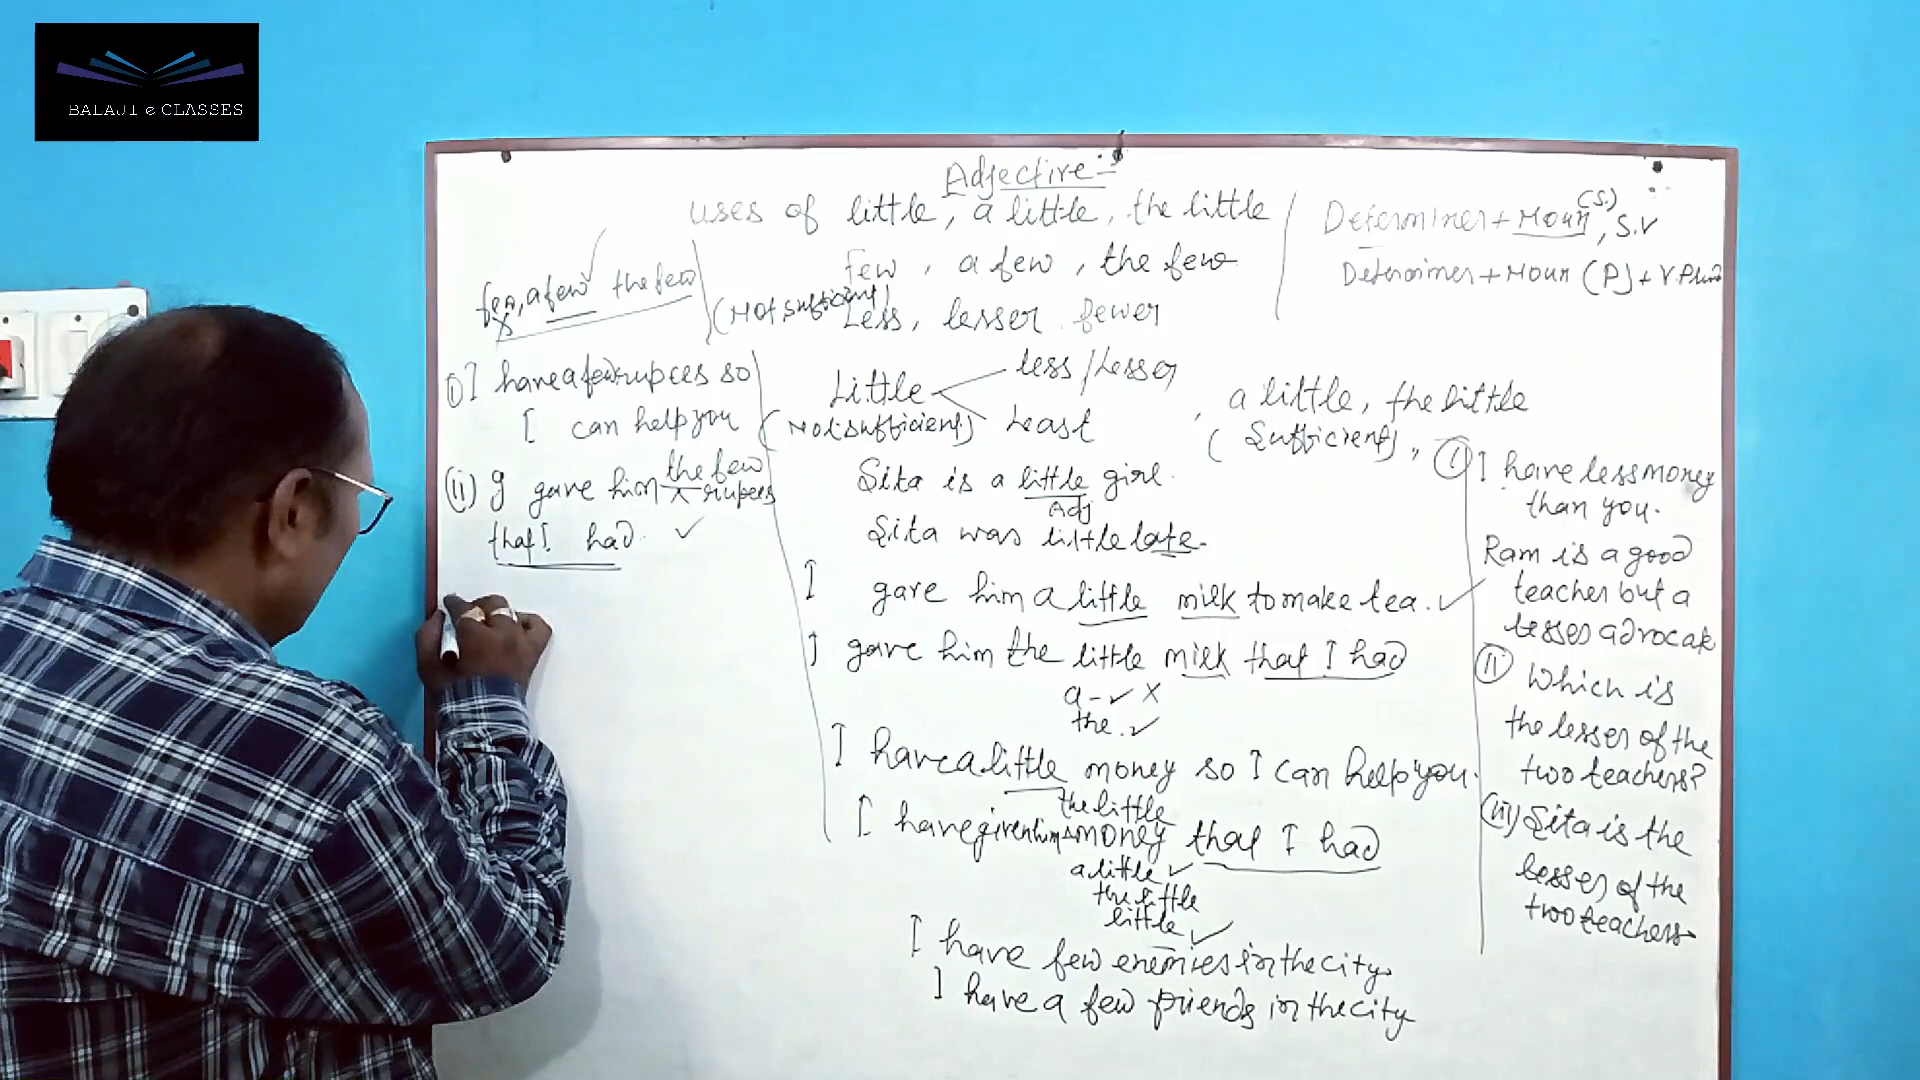 BALAJI e CLASSES
Adjective:-
uses of little, a little, the little
few, a few, the few
(Not sufficient)
Less, lesser fewer
Determiner + Noun (S.), S.V
Determiner + Noun (P) + V.
few, a few the few
X
(i) I have a few rupees so
I can help you
(ii) I gave him the few rupees
that I had. ✓
Little less / Lesser
(Not sufficient) Least
, a little, the little
(Sufficient),
Sita is a little girl.
Adj
Sita was little late.
I gave him a little milk to make tea. ✓
I gave him the little milk that I had
a - ✓ X
the. ✓
I have a little money so I can help you.
the little
I have given him money that I had
a little ✓
the little
little ✓
I have few enemies in the city.
I have a few friends in the city
(i) I have less money
than you.
Ram is a good
teacher but a
lesser
(ii) Which is
the lesser of the
two teachers?
(iii) Sita is the
lesser of the
two teachers